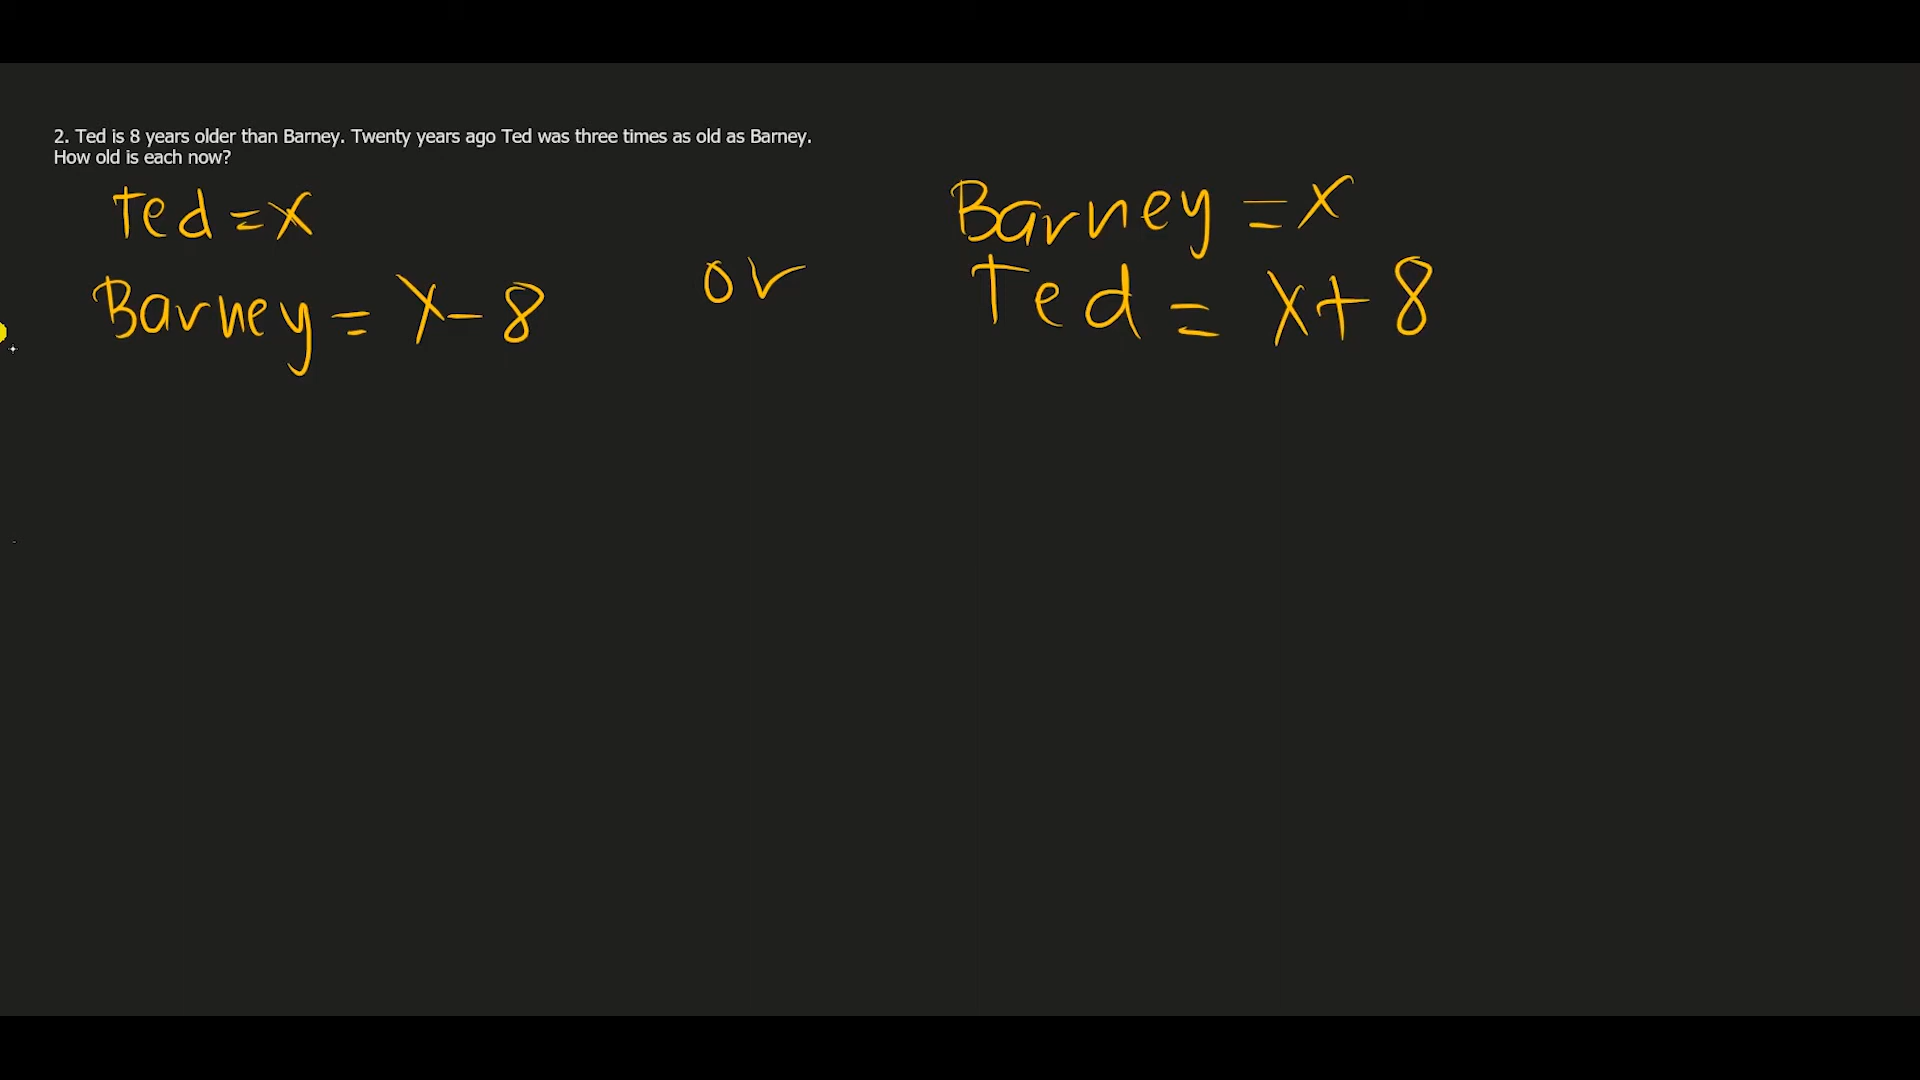 2. Ted is 8 years older than Barney. Twenty years ago Ted was three times as old as Barney.
How old is each now?
Ted = x
Barney = x - 8
or
Barney = x
Ted = x + 8